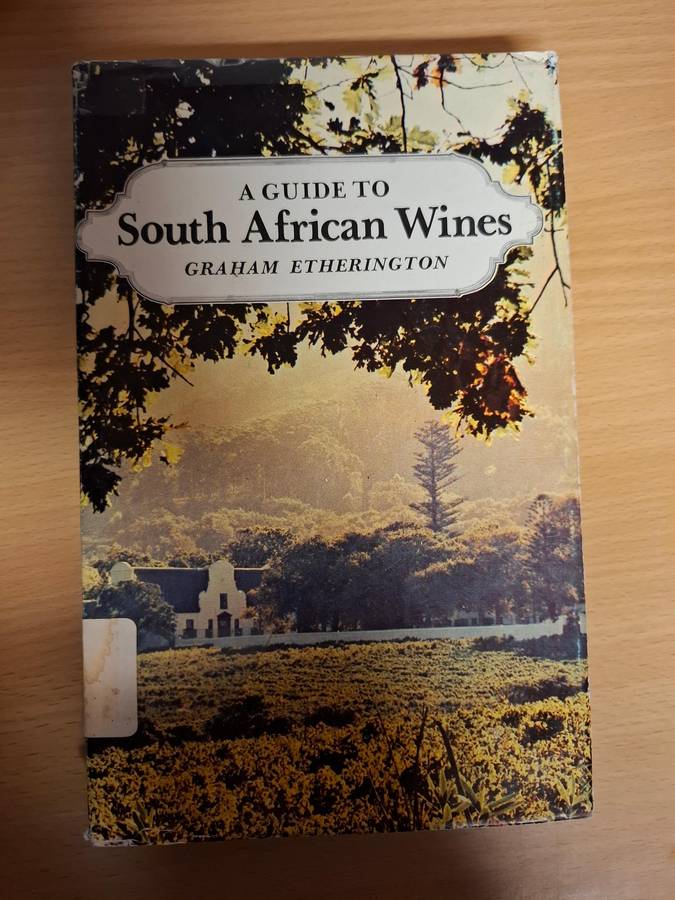 A GUIDE TO
South African Wines
GRAHAM ETHERINGTON